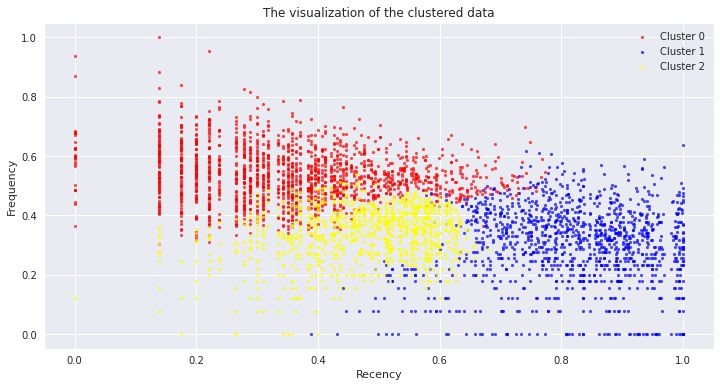 The visualization of the clustered data
Cluster 0
Cluster 1
Cluster 2
1.0
0.8
0.6
0.4
0.2
0.0
Frequency
0.0 0.2 0.4 0.6 0.8 1.0
Recency